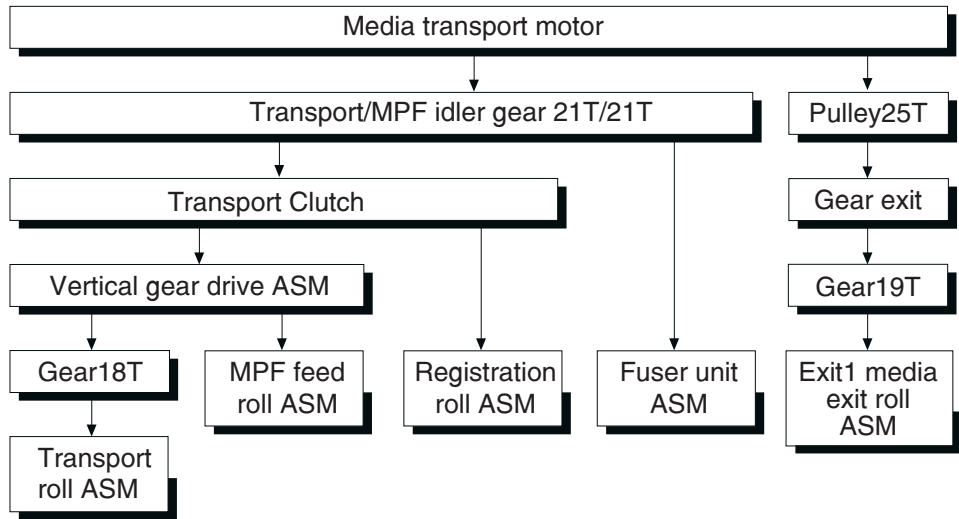 Media transport motor
Transport/MPF idler gear 21T/21T
Pulley25T
Transport Clutch
Gear exit
Vertical gear drive ASM
Gear19T
Gear18T
MPF feed
roll ASM
Registration
roll ASM
Fuser unit
ASM
Exit1 media
exit roll
ASM
Transport
roll ASM